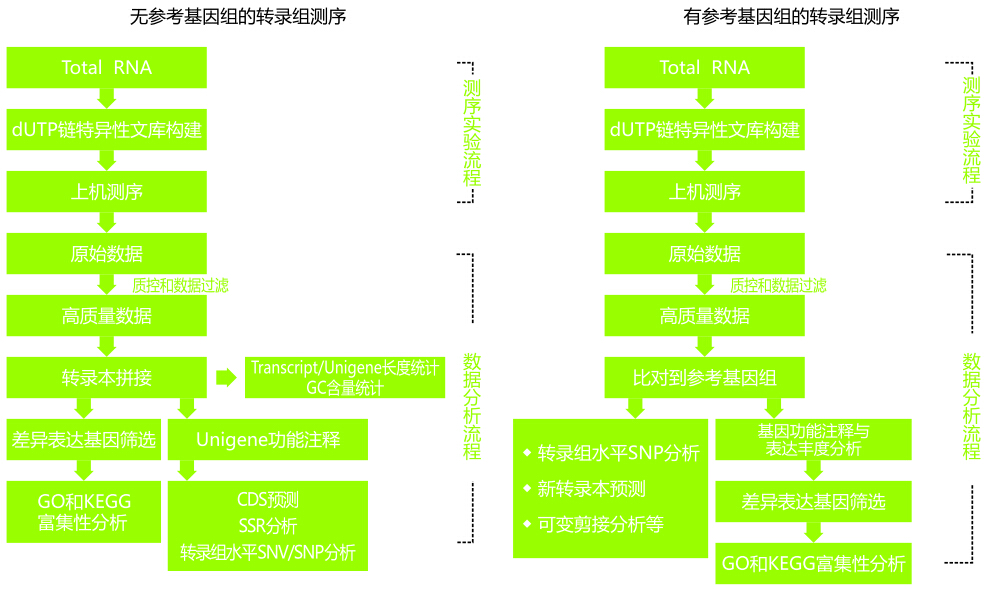 无参考基因组的转录组测序
Total RNA
dUTP链特异性文库构建
上机测序
原始数据
质控和数据过滤
高质量数据
转录本拼接
Transcript/Unigene长度统计
GC含量统计
差异表达基因筛选
Unigene功能注释
GO和KEGG
富集性分析
CDS预测
SSR分析
转录组水平SNV/SNP分析
测序实验流程
数据分析流程
有参考基因组的转录组测序
Total RNA
dUTP链特异性文库构建
上机测序
原始数据
质控和数据过滤
高质量数据
比对到参考基因组
◆ 转录组水平SNP分析
◆ 新转录本预测
◆ 可变剪接分析等
基因功能注释与
表达丰度分析
差异表达基因筛选
GO和KEGG富集性分析
测序实验流程
数据分析流程